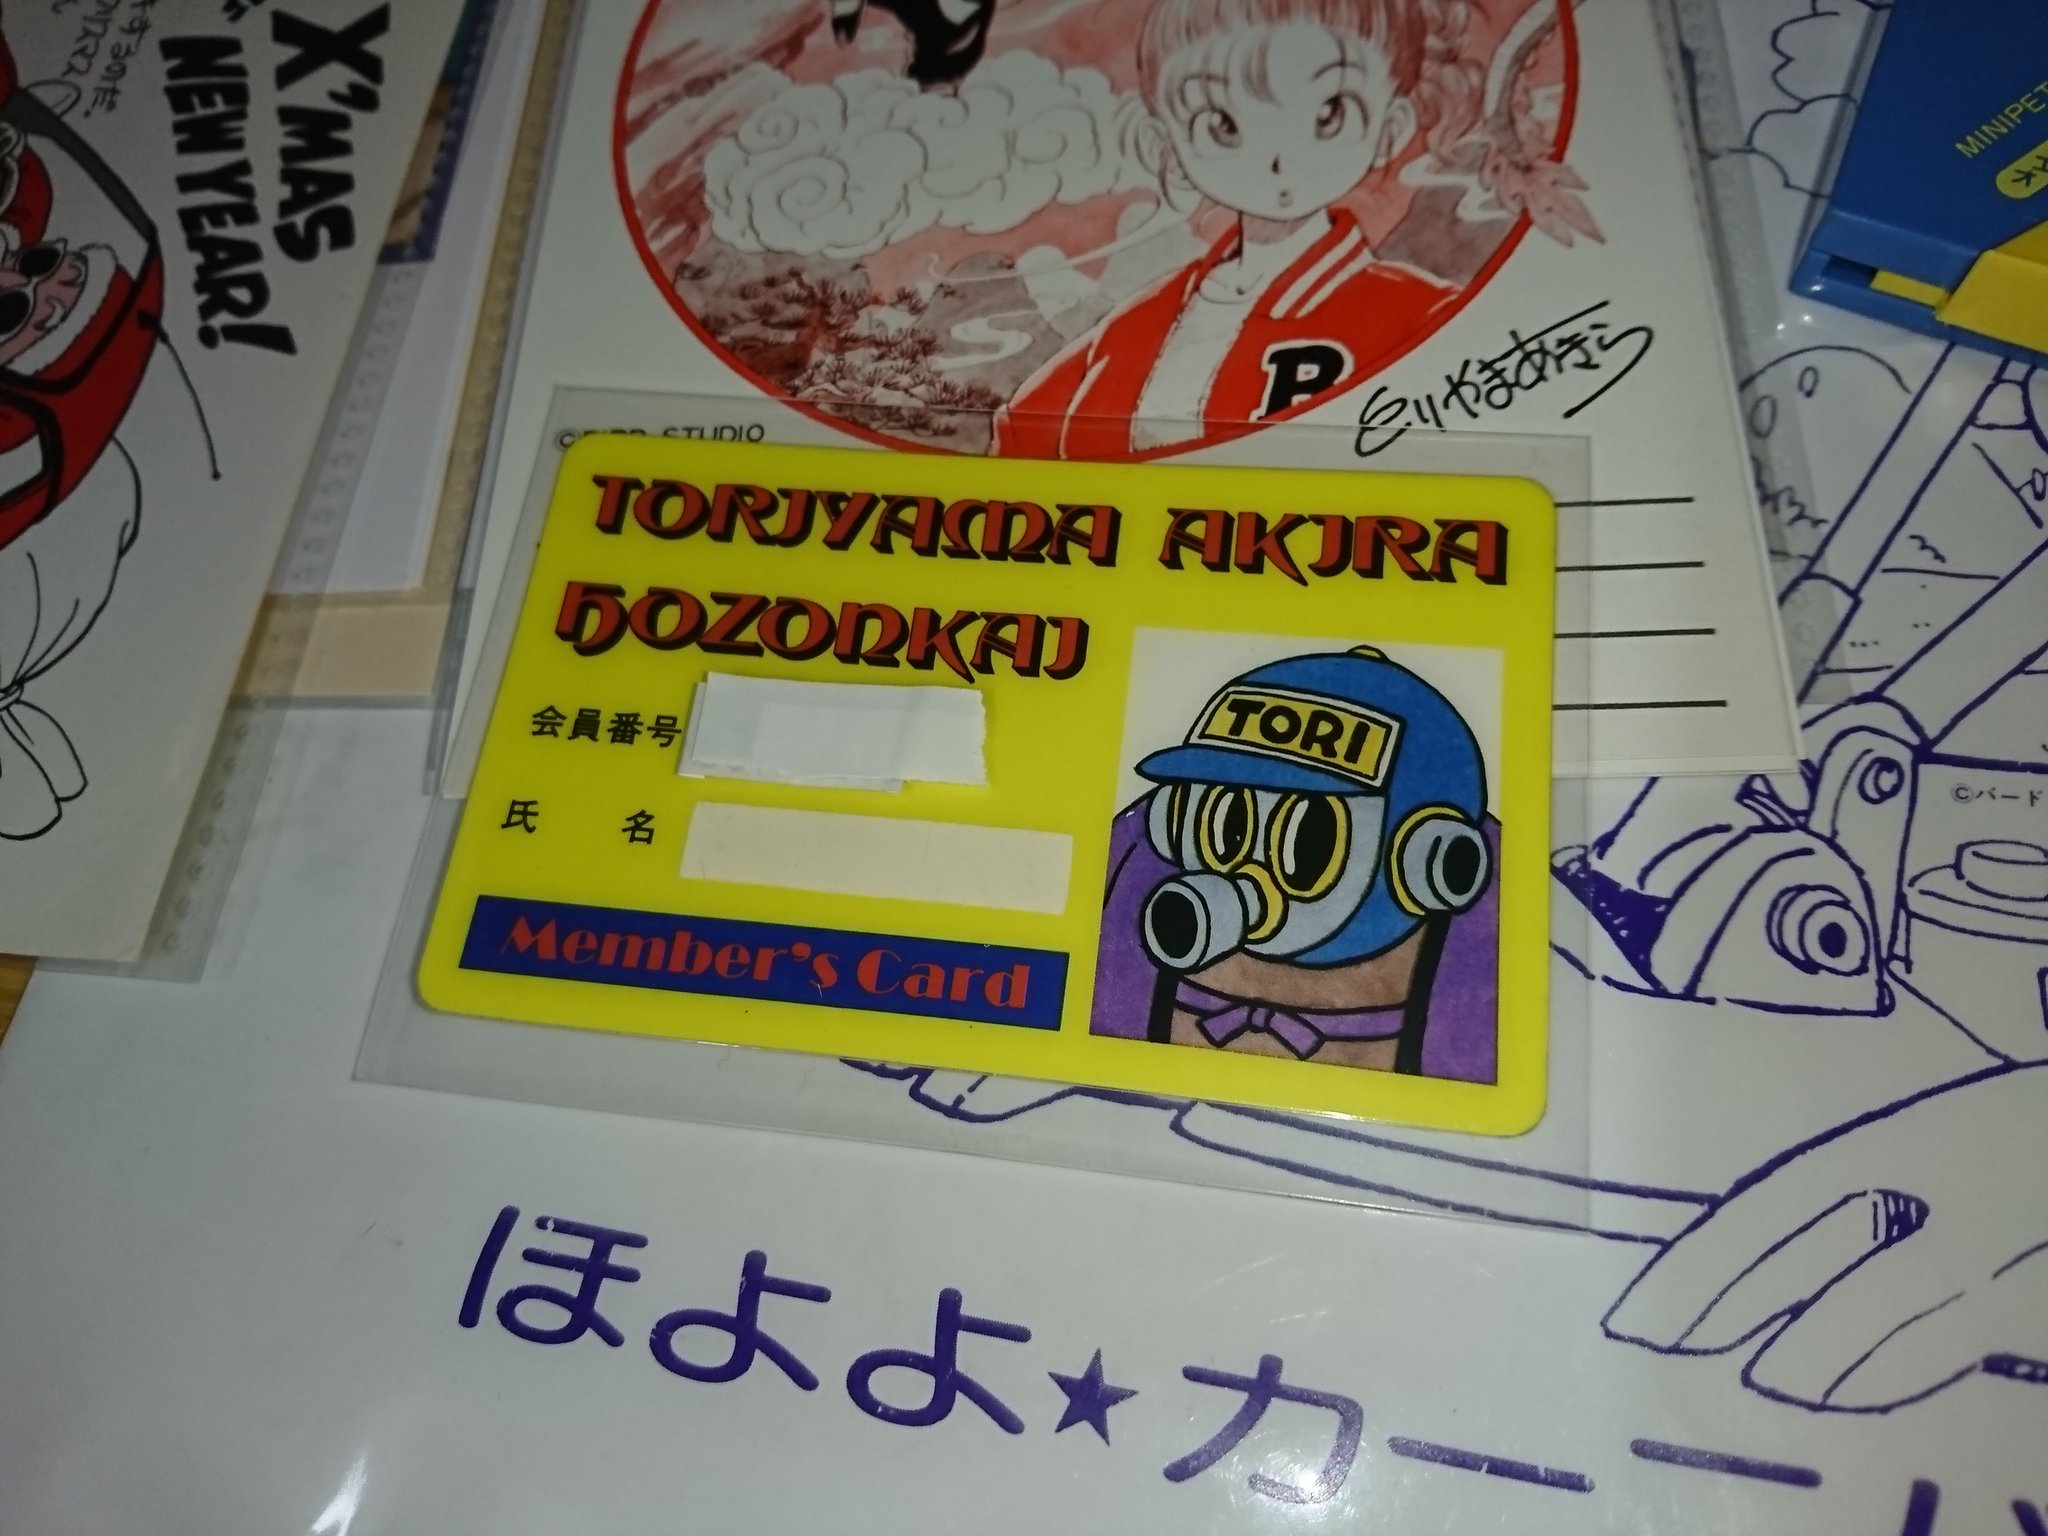 X'MAS
NEW YEAR!
とりやまあきら
STUDIO
B
MINIPET
TORIYAMA AKIRA
HOZONKAI
会員番号
氏 名
Member's Card
TORI
©バード
ほよよ★カー